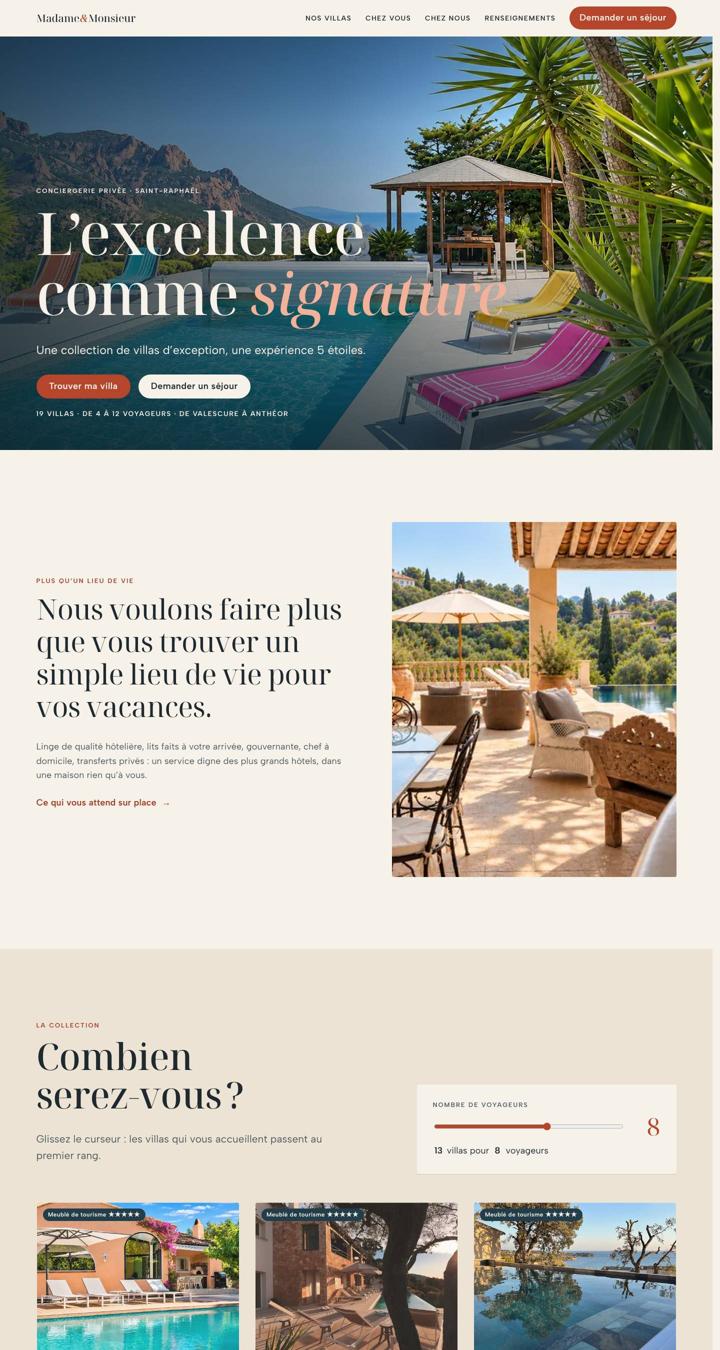 Madame&Monsieur
NOS VILLAS CHEZ VOUS CHEZ NOUS RENSEIGNEMENTS Demander un séjour
CONCIERGERIE PRIVÉE · SAINT-RAPHAËL
L'excellence
comme signature
Une collection de villas d'exception, une expérience 5 étoiles.
Trouver ma villa Demander un séjour
19 VILLAS · DE 4 À 12 VOYAGEURS · DE VALESCURE À ANTHÉOR
PLUS QU'UN LIEU DE VIE
Nous voulons faire plus
que vous trouver un
simple lieu de vie pour
vos vacances.
Linge de qualité hôtelière, lits faits à votre arrivée, gouvernante, chef à
domicile, transferts privés : un service digne des plus grands hôtels, dans
une maison rien qu'à vous.
Ce qui vous attend sur place →
LA COLLECTION
Combien
serez-vous ?
Glissez le curseur : les villas qui vous accueillent passent au
premier rang.
NOMBRE DE VOYAGEURS
8
13 villas pour 8 voyageurs
Meublé de tourisme ★★★★★
Meublé de tourisme ★★★★★
Meublé de tourisme ★★★★★